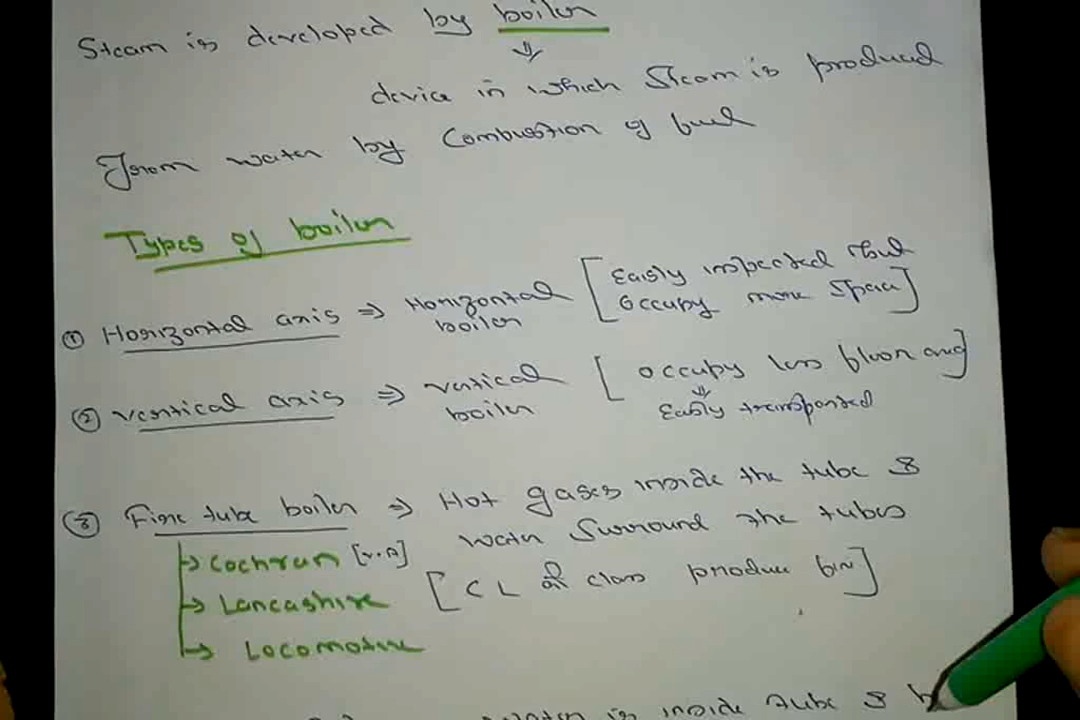 Steam is developed by boiler
device in which Steam is produced
From water by Combustion of fuel
Types of boiler
① Horizontal axis ⇒ Horizontal boiler [Easily inspected but
Occupy more Space]
② Vertical axis ⇒ vertical boiler [occupy less floor area]
Easily transported
③ Fire tube boiler ⇒ Hot gases inside the tube &
water Surround the tubes
→ Cochran [V.A]
→ Lancashire [C L class produce
→ Locomotive
water is inside tube &